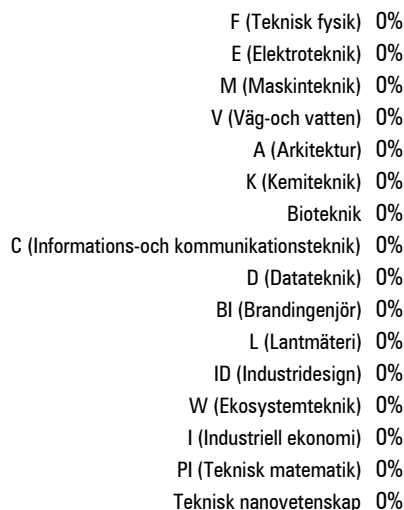 F (Teknisk fysik) 0%
E (Elektroteknik) 0%
M (Maskinteknik) 0%
V (Väg-och vatten) 0%
A (Arkitektur) 0%
K (Kemiteknik) 0%
Bioteknik 0%
C (Informations-och kommunikationsteknik) 0%
D (Datateknik) 0%
BI (Brandingenjör) 0%
L (Lantmäteri) 0%
ID (Industridesign) 0%
W (Ekosystemteknik) 0%
I (Industriell ekonomi) 0%
PI (Teknisk matematik) 0%
Teknisk nanovetenskap 0%